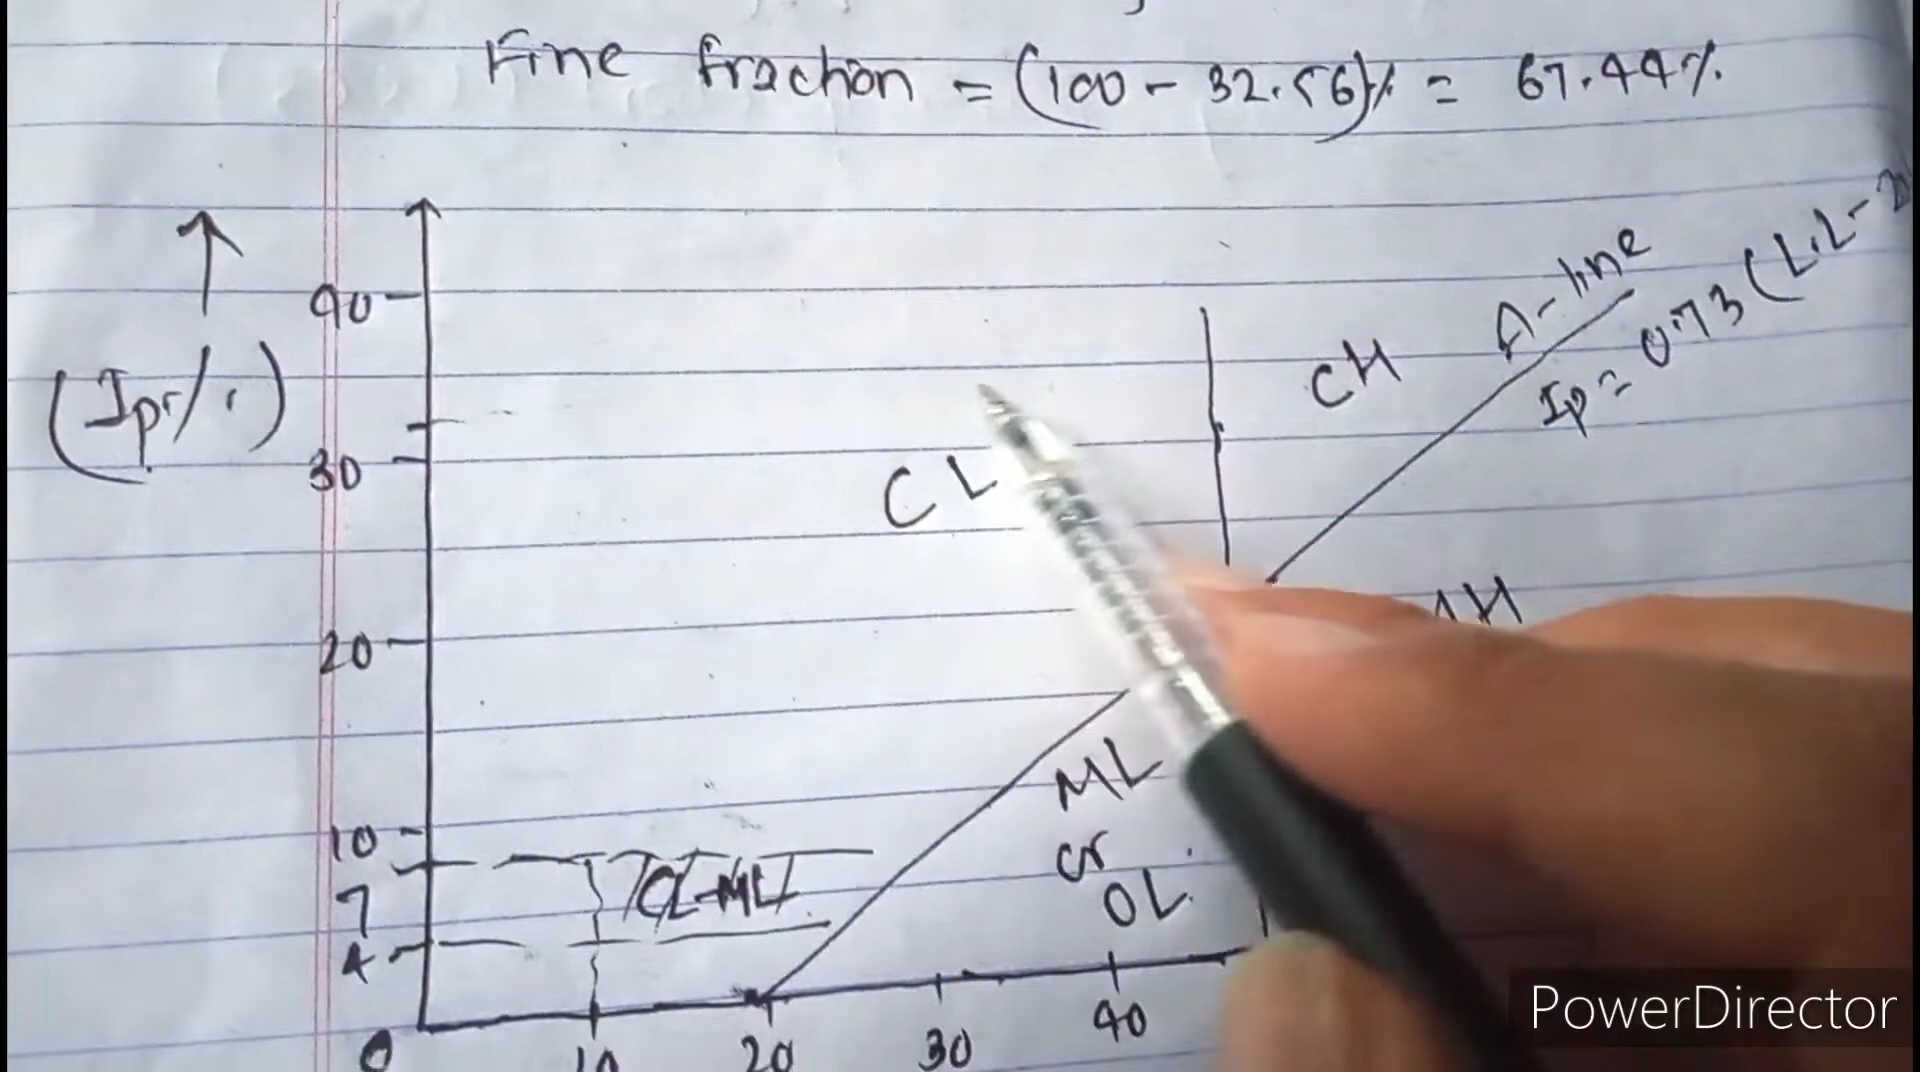 Fine fraction = (100 - 32.56)% = 67.44%
A-line
Ip = 0.73 (L.L -
40
CH
(Ip%)
30
CL
20
ML
or
OL
10
CL-ML
7
4
0 10 20 30 40
PowerDirector